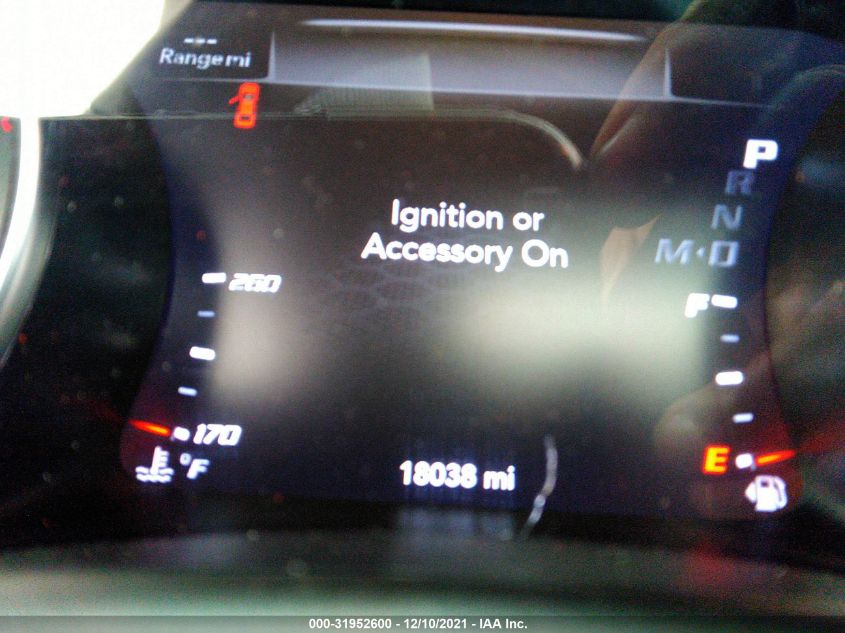 ---
Range mi
P
R
N
M◂D
Ignition or
Accessory On
260
F
170
°F
E
18038 mi
000-31952600 - 12/10/2021 - IAA Inc.